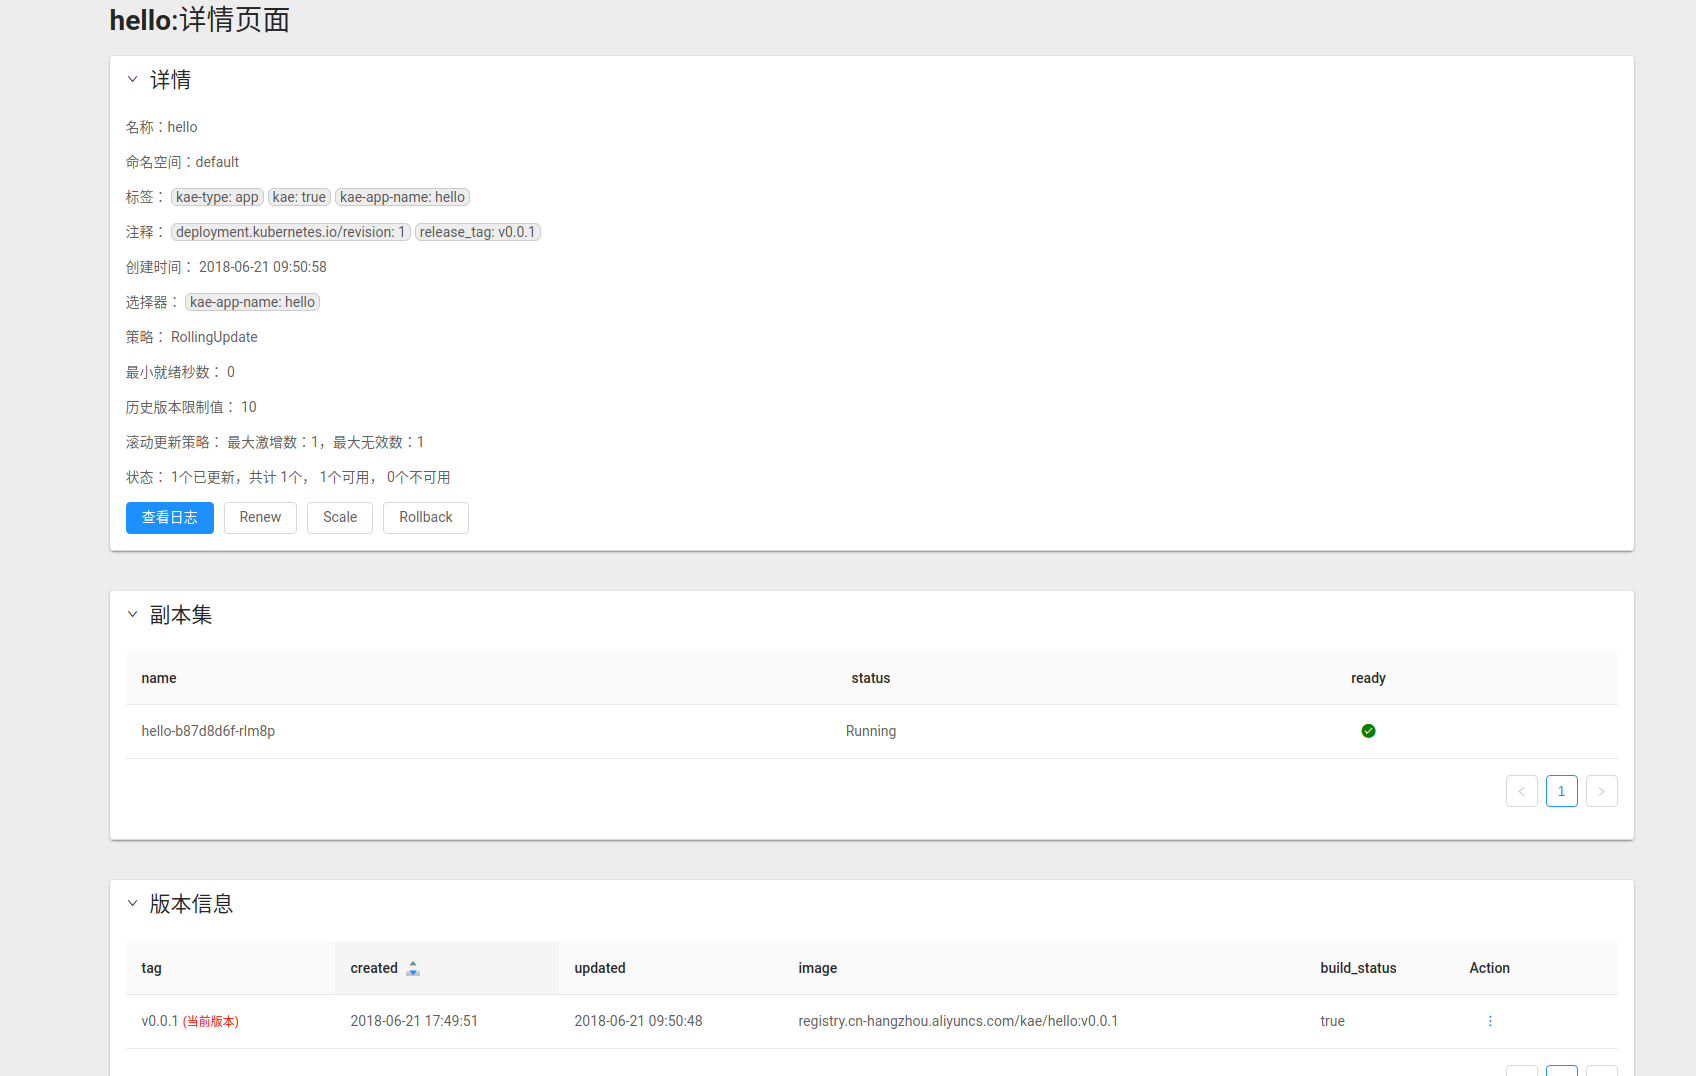 hello:详情页面
详情
名称：hello
命名空间：default
标签： kae-type: app kae: true kae-app-name: hello
注释： deployment.kubernetes.io/revision: 1 release_tag: v0.0.1
创建时间： 2018-06-21 09:50:58
选择器： kae-app-name: hello
策略： RollingUpdate
最小就绪秒数： 0
历史版本限制值： 10
滚动更新策略： 最大激增数：1，最大无效数：1
状态： 1个已更新，共计 1个， 1个可用， 0个不可用
查看日志 Renew Scale Rollback
副本集
name status ready
hello-b87d8d6f-rlm8p Running
1
版本信息
tag created updated image build_status Action
v0.0.1 (当前版本) 2018-06-21 17:49:51 2018-06-21 09:50:48 registry.cn-hangzhou.aliyuncs.com/kae/hello:v0.0.1 true